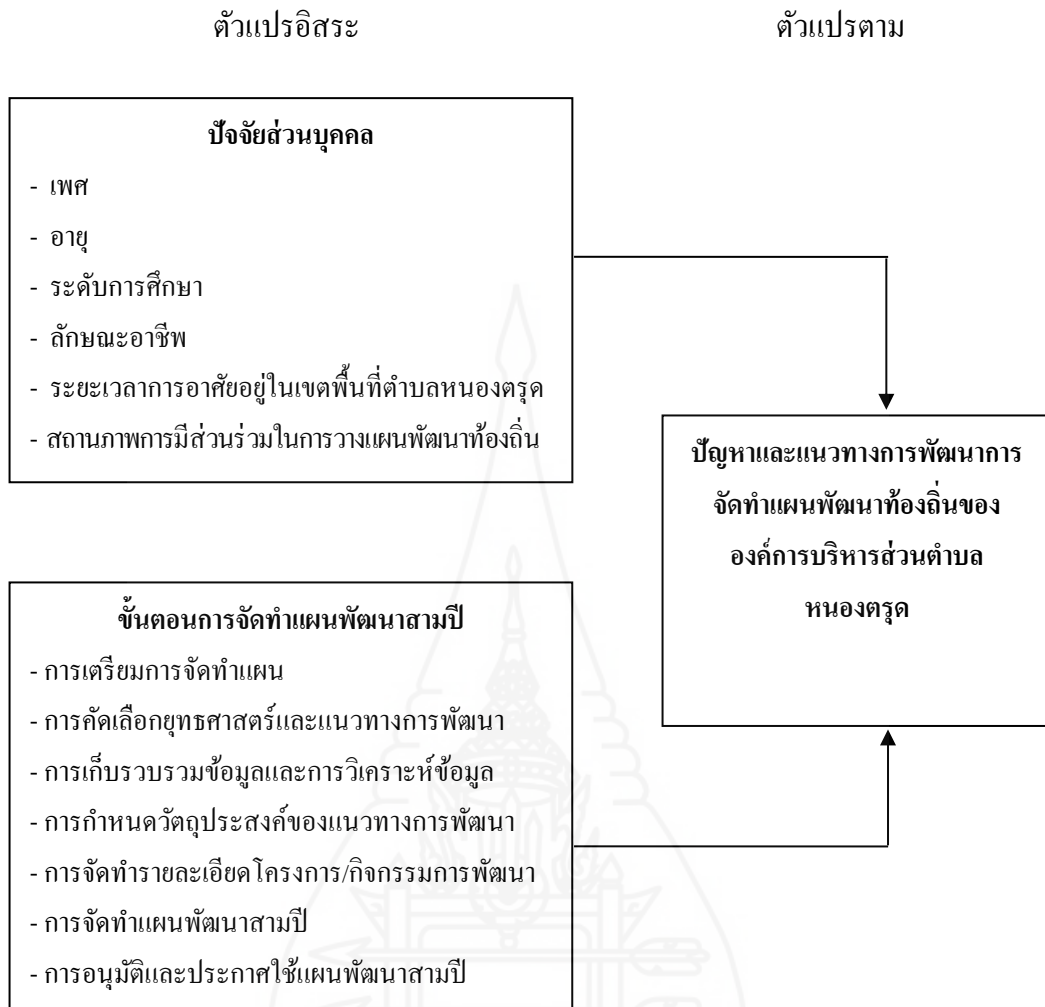 ตัวแปรอิสระ
ตัวแปรตาม
ปัจจัยส่วนบุคคล
- เพศ
- อายุ
- ระดับการศึกษา
- ลักษณะอาชีพ
- ระยะเวลาการอาศัยอยู่ในเขตพื้นที่ตำบลหนองตรุด
- สถานภาพการมีส่วนร่วมในการวางแผนพัฒนาท้องถิ่น
ปัญหาและแนวทางการพัฒนาการ
จัดทำแผนพัฒนาท้องถิ่นของ
องค์การบริหารส่วนตำบล
หนองตรุด
ขั้นตอนการจัดทำแผนพัฒนาสามปี
- การเตรียมการจัดทำแผน
- การคัดเลือกยุทธศาสตร์และแนวทางการพัฒนา
- การเก็บรวบรวมข้อมูลและการวิเคราะห์ข้อมูล
- การกำหนดวัตถุประสงค์ของแนวทางการพัฒนา
- การจัดทำรายละเอียดโครงการ/กิจกรรมการพัฒนา
- การจัดทำแผนพัฒนาสามปี
- การอนุมัติและประกาศใช้แผนพัฒนาสามปี